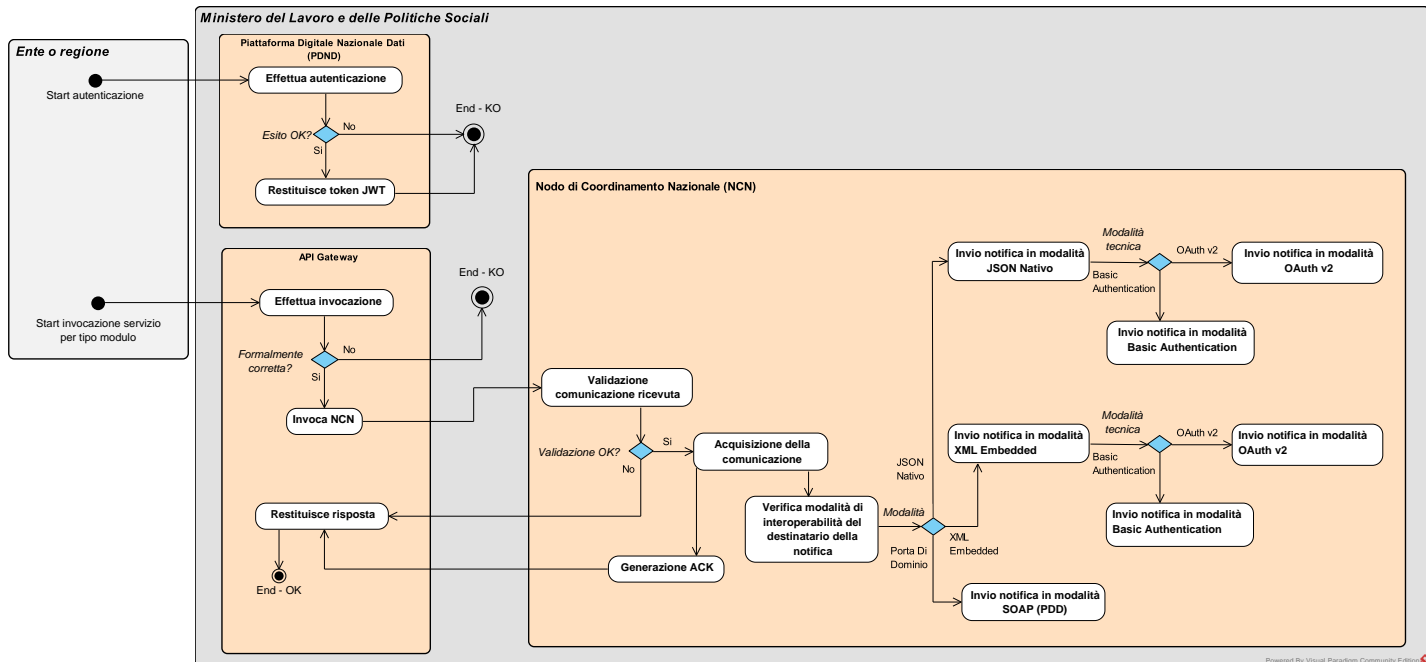 Ministero del Lavoro e delle Politiche Sociali
Ente o regione
Start autenticazione
Start invocazione servizio
per tipo modulo
Piattaforma Digitale Nazionale Dati
(PDND)
Effettua autenticazione
Esito OK?
No
Si
Restituisce token JWT
End - KO
API Gateway
Effettua invocazione
Formalmente
corretta?
No
Si
Invoca NCN
End - KO
Restituisce risposta
End - OK
Nodo di Coordinamento Nazionale (NCN)
Validazione
comunicazione ricevuta
Validazione OK?
Si
No
Acquisizione della
comunicazione
Generazione ACK
Verifica modalità di
interoperabilità del
destinatario della
notifica
Modalità
JSON
Nativo
XML
Embedded
Porta Di
Dominio
Invio notifica in modalità
JSON Nativo
Modalità
tecnica
OAuth v2
Basic
Authentication
Invio notifica in modalità
OAuth v2
Invio notifica in modalità
Basic Authentication
Invio notifica in modalità
XML Embedded
Modalità
tecnica
OAuth v2
Basic
Authentication
Invio notifica in modalità
OAuth v2
Invio notifica in modalità
Basic Authentication
Invio notifica in modalità
SOAP (PDD)
Powered By Visual Paradigm Community Edition